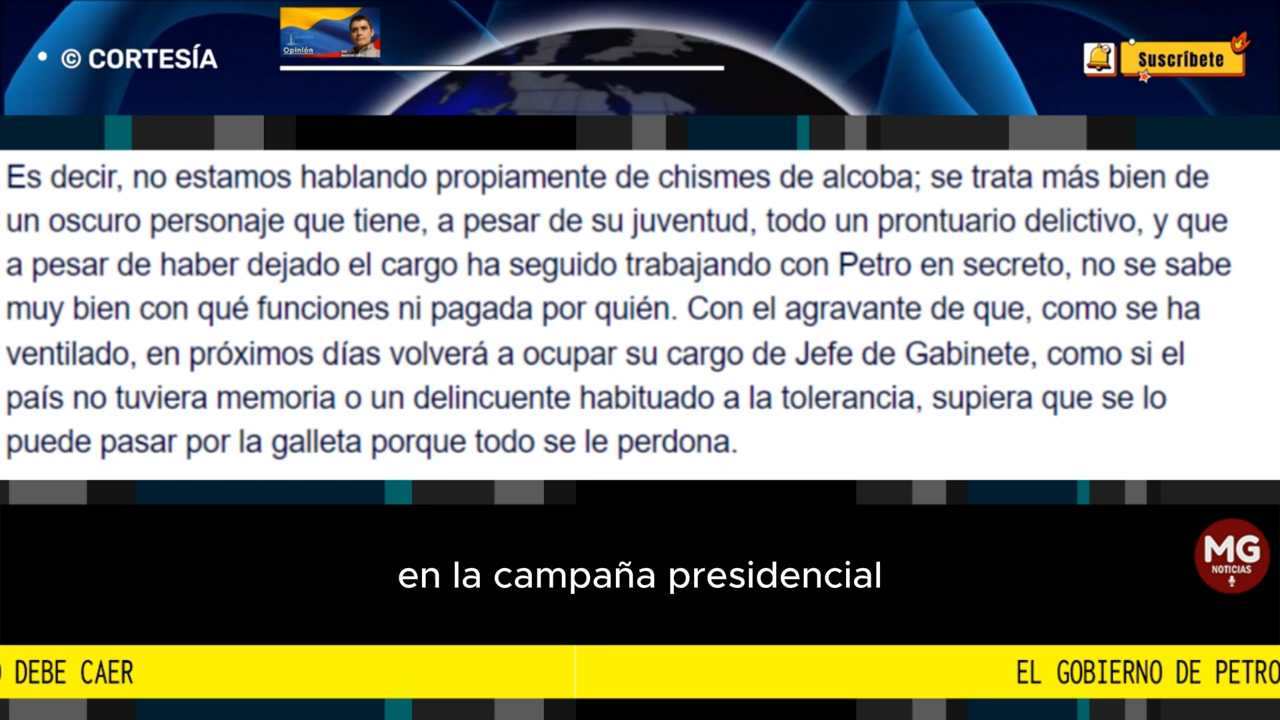 © CORTESÍA
Opinión
Suscríbete
Es decir, no estamos hablando propiamente de chismes de alcoba; se trata más bien de
un oscuro personaje que tiene, a pesar de su juventud, todo un prontuario delictivo, y que
a pesar de haber dejado el cargo ha seguido trabajando con Petro en secreto, no se sabe
muy bien con qué funciones ni pagada por quién. Con el agravante de que, como se ha
ventilado, en próximos días volverá a ocupar su cargo de Jefe de Gabinete, como si el
país no tuviera memoria o un delincuente habituado a la tolerancia, supiera que se lo
puede pasar por la galleta porque todo se le perdona.
MG
NOTICIAS
en la campaña presidencial
DEBE CAER
EL GOBIERNO DE PETRO